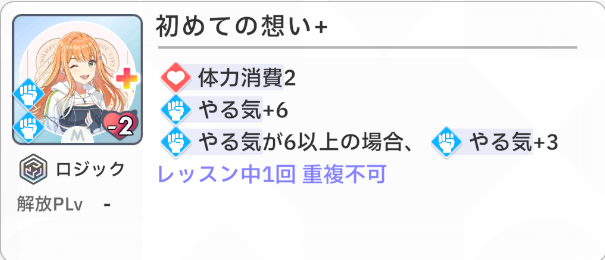 初めての想い+
体力消費2
やる気+6
やる気が6以上の場合、やる気+3
レッスン中1回 重複不可
-2
M
ロジック
解放PLv -